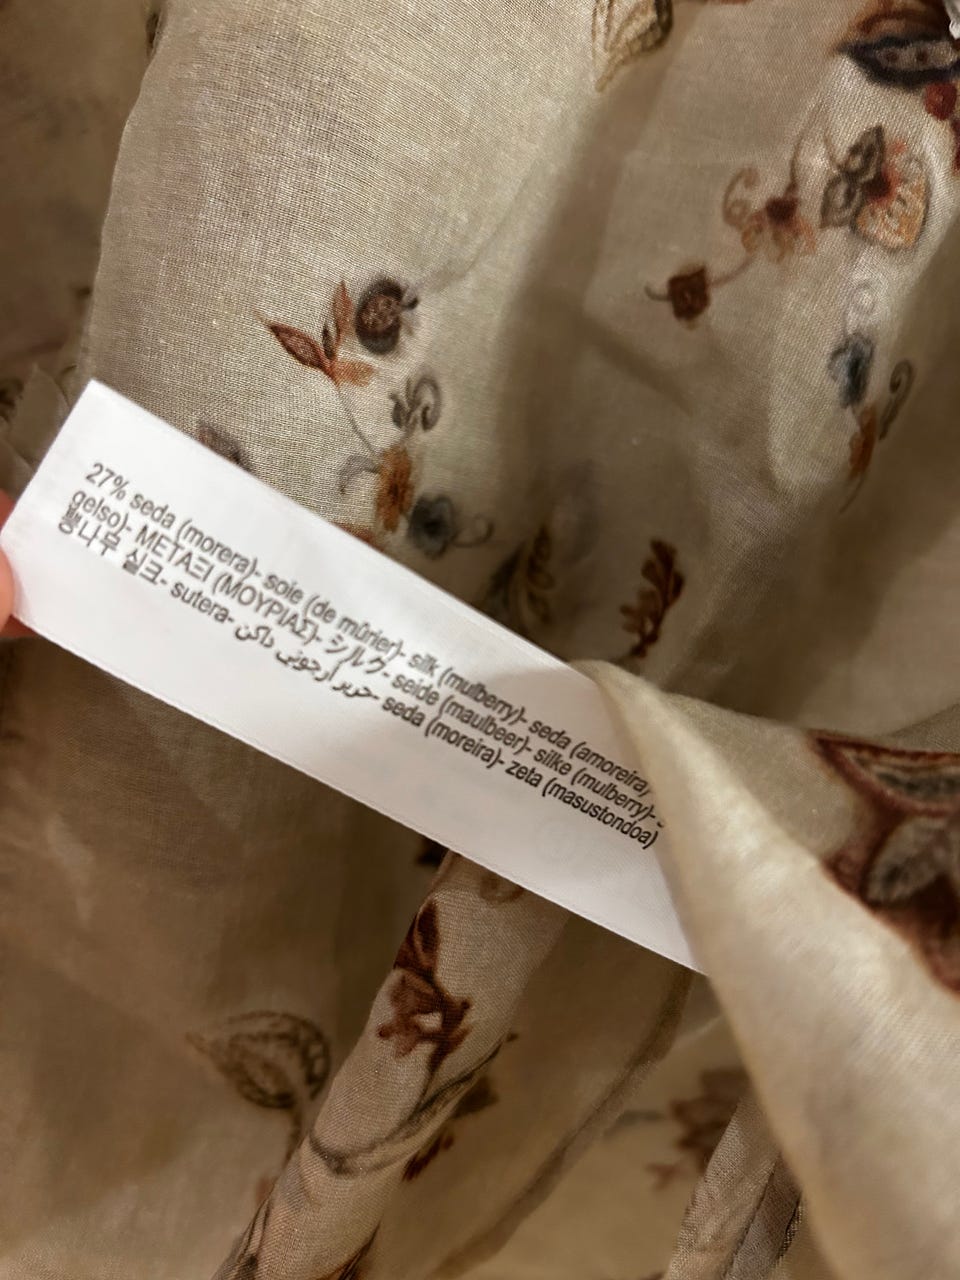 27% seda (morera)- soie (de mûrier)- silk (mulberry)- seda (amoreira)-
gelso)- ΜΕΤΑΞΙ (ΜΟΥΡΙΑΣ)- シルク- seide (maulbeer)- silke (mulberry)-
뽕나무 실크- sutera- حرير أرجواني داكن- seda (moreira)- zeta (masustondoa)